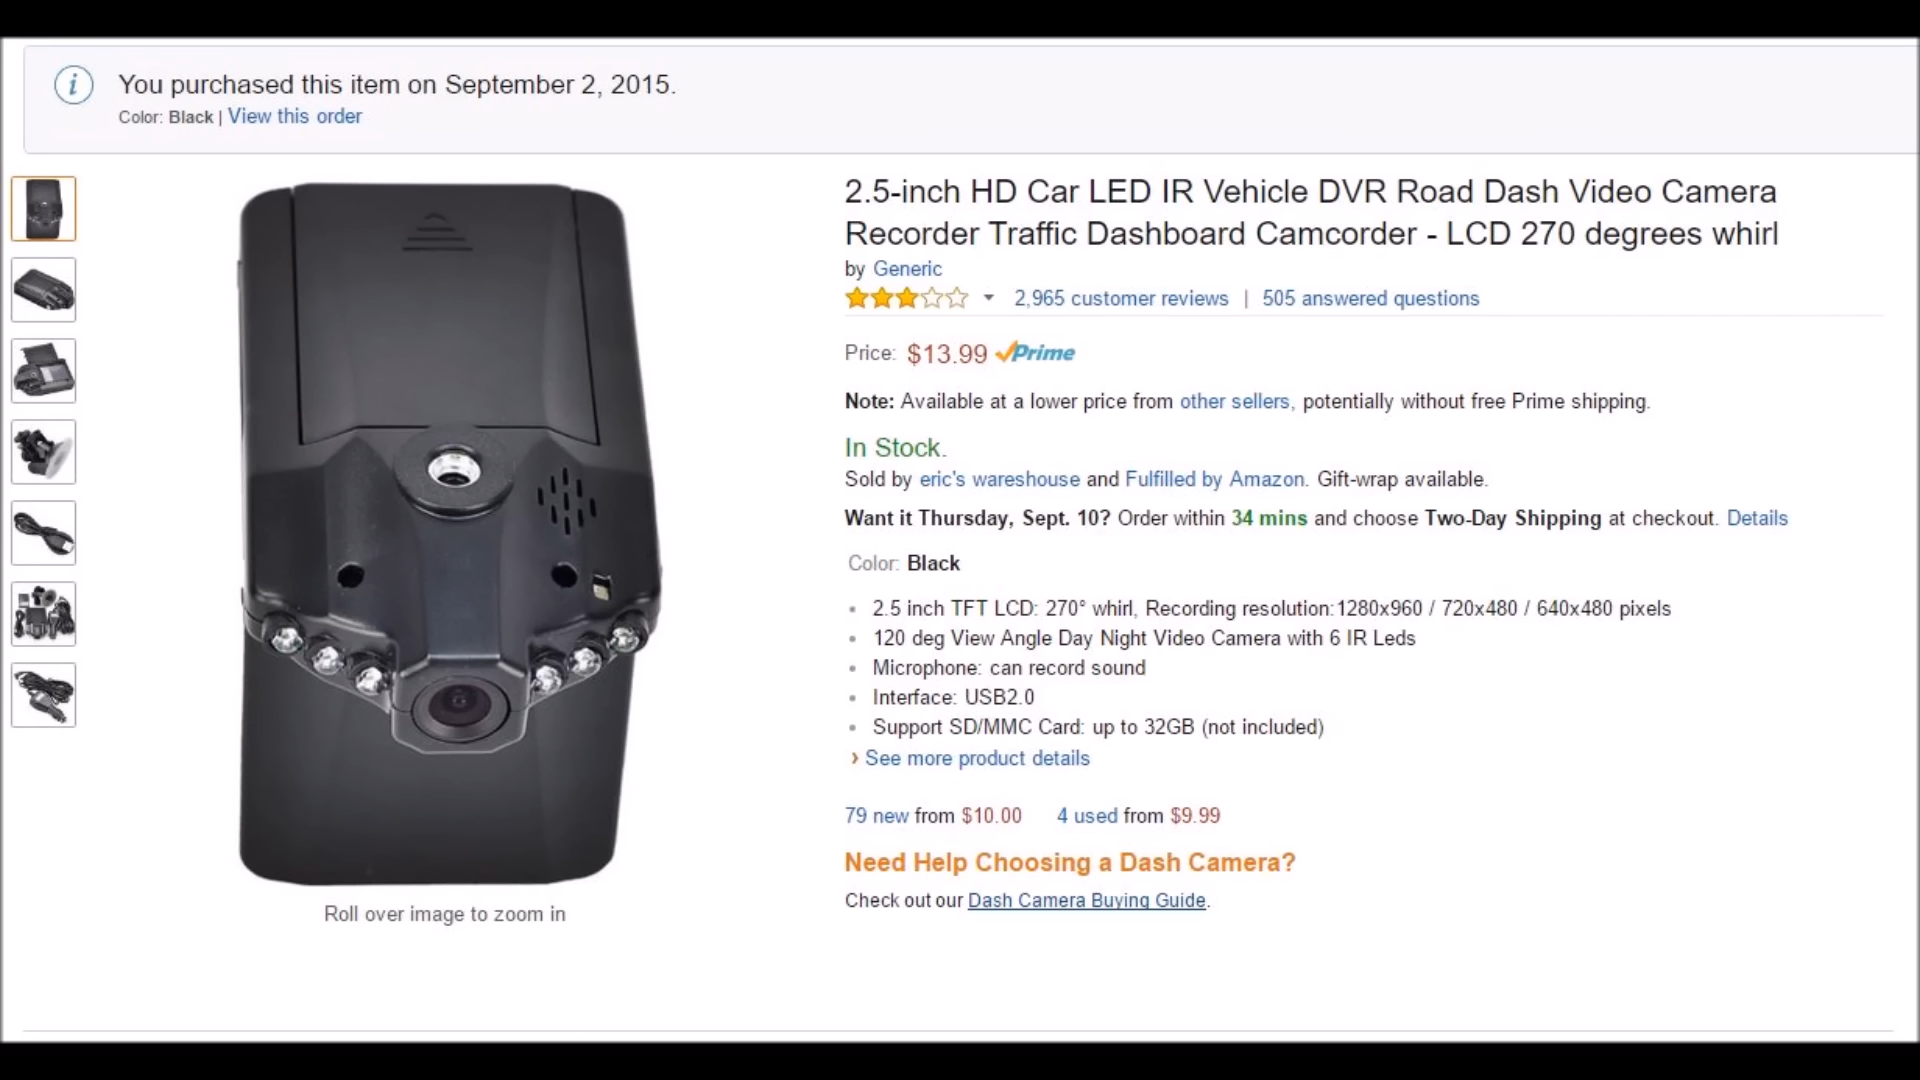 You purchased this item on September 2, 2015.
Color: Black | View this order
2.5-inch HD Car LED IR Vehicle DVR Road Dash Video Camera
Recorder Traffic Dashboard Camcorder - LCD 270 degrees whirl
by Generic
2,965 customer reviews | 505 answered questions
Price: $13.99 Prime
Note: Available at a lower price from other sellers, potentially without free Prime shipping.
In Stock.
Sold by eric's wareshouse and Fulfilled by Amazon. Gift-wrap available.
Want it Thursday, Sept. 10? Order within 34 mins and choose Two-Day Shipping at checkout. Details
Color: Black
• 2.5 inch TFT LCD: 270° whirl, Recording resolution:1280x960 / 720x480 / 640x480 pixels
• 120 deg View Angle Day Night Video Camera with 6 IR Leds
• Microphone: can record sound
• Interface: USB2.0
• Support SD/MMC Card: up to 32GB (not included)
› See more product details
79 new from $10.00 4 used from $9.99
Need Help Choosing a Dash Camera?
Check out our Dash Camera Buying Guide.
Roll over image to zoom in